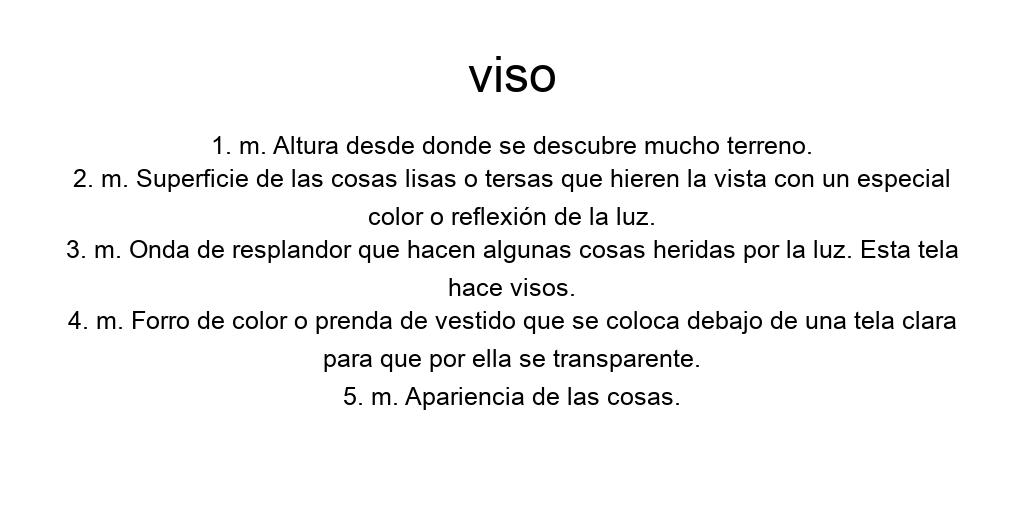 viso
1. m. Altura desde donde se descubre mucho terreno.
2. m. Superficie de las cosas lisas o tersas que hieren la vista con un especial
color o reflexión de la luz.
3. m. Onda de resplandor que hacen algunas cosas heridas por la luz. Esta tela
hace visos.
4. m. Forro de color o prenda de vestido que se coloca debajo de una tela clara
para que por ella se transparente.
5. m. Apariencia de las cosas.